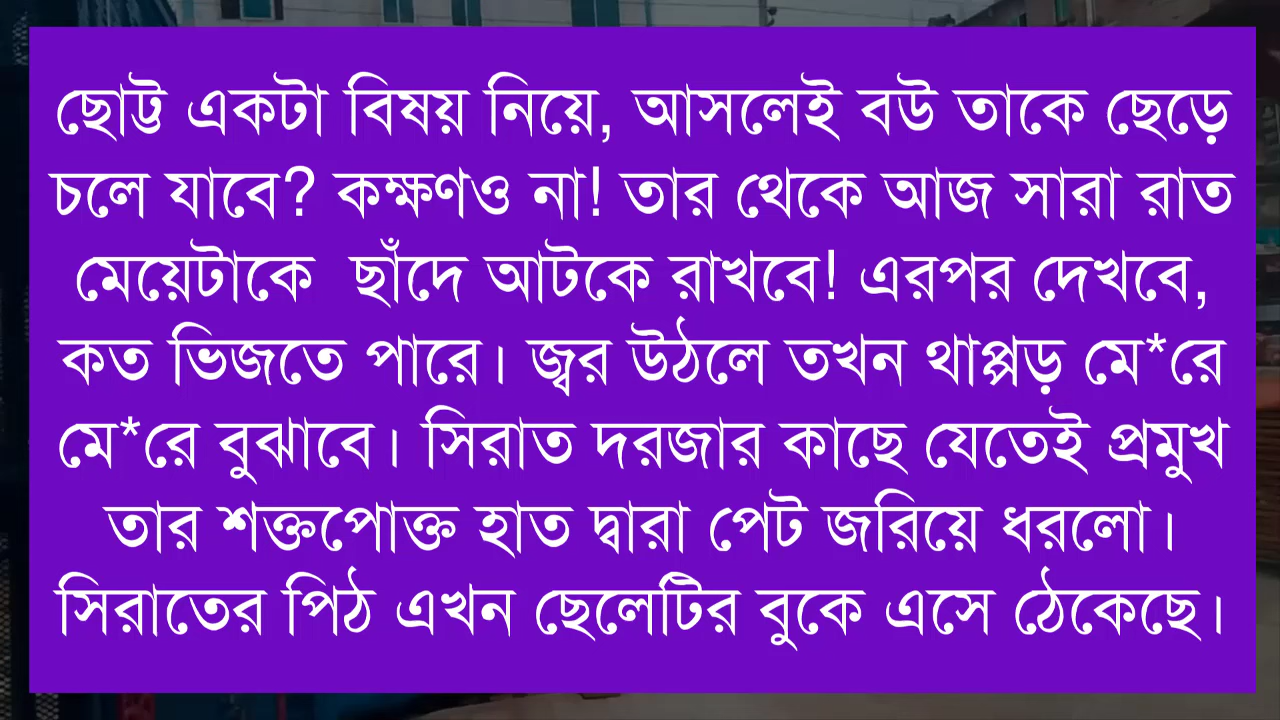 ছোট্ট একটা বিষয় নিয়ে, আসলেই বউ তাকে ছেড়ে
চলে যাবে? কক্ষণও না! তার থেকে আজ সারা রাত
মেয়েটাকে ছাঁদে আটকে রাখবে! এরপর দেখবে,
কত ভিজতে পারে। জ্বর উঠলে তখন থাপ্পড় মে*রে
মে*রে বুঝাবে। সিরাত দরজার কাছে যেতেই প্রমুখ
তার শক্তপোক্ত হাত দ্বারা পেট জরিয়ে ধরলো।
সিরাতের পিঠ এখন ছেলেটির বুকে এসে ঠেকেছে।